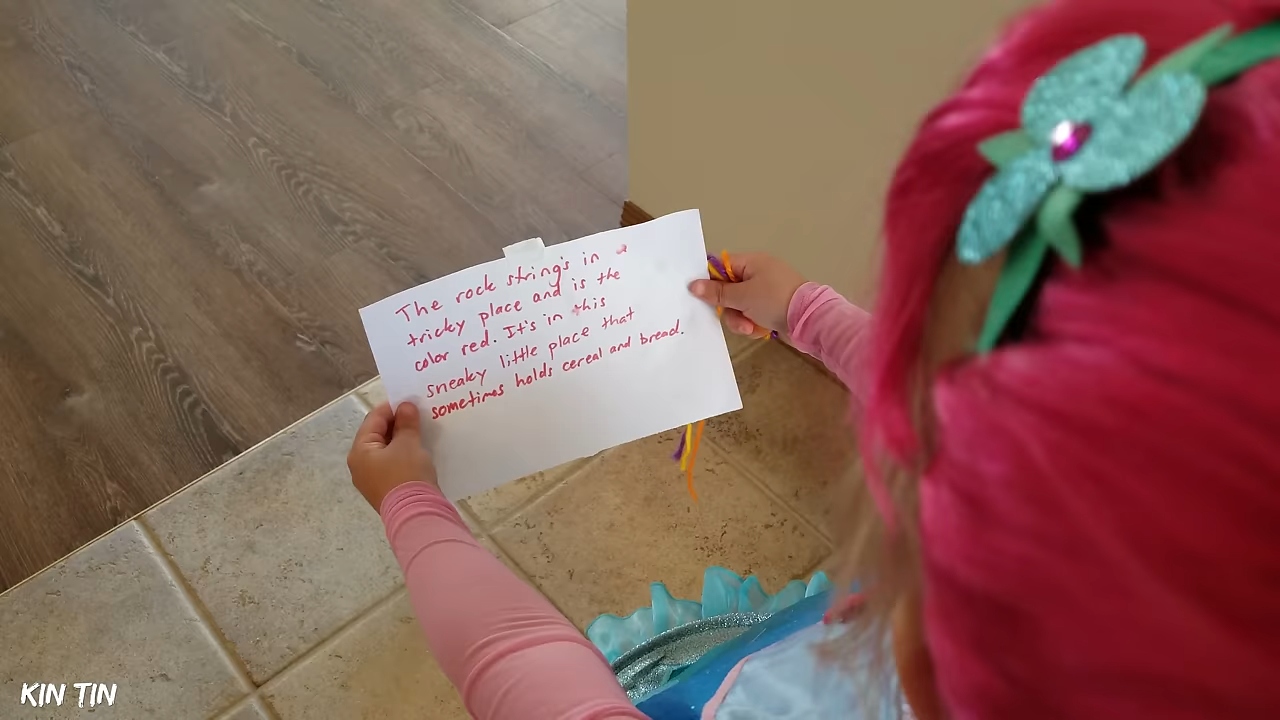 The rock string's in a
tricky place and is the
color red. It's in this
sneaky little place that
sometimes holds cereal and bread.
KIN TIN